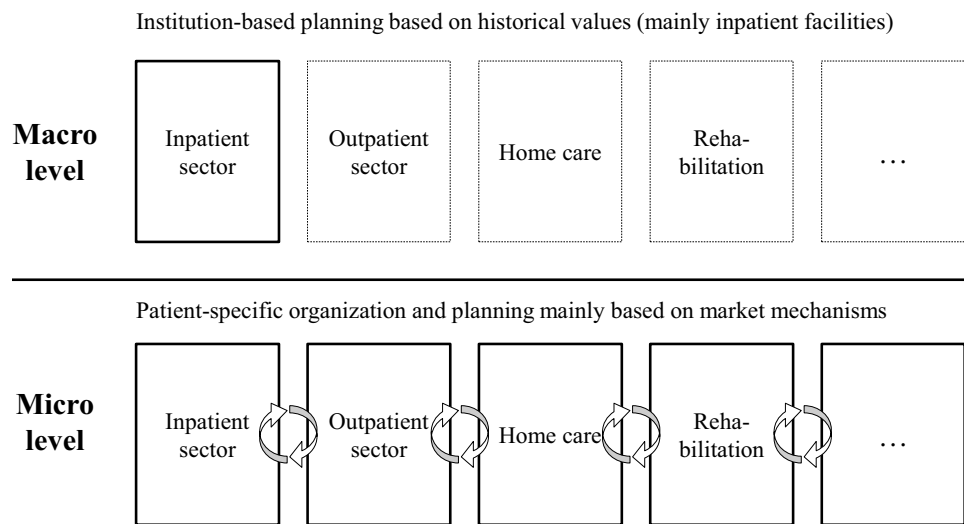 Institution-based planning based on historical values (mainly inpatient facilities)
Macro
level
Inpatient
sector
Outpatient
sector
Home care
Reha-
bilitation
...
Patient-specific organization and planning mainly based on market mechanisms
Micro
level
Inpatient
sector
Outpatient
sector
Home care
Reha-
bilitation
...